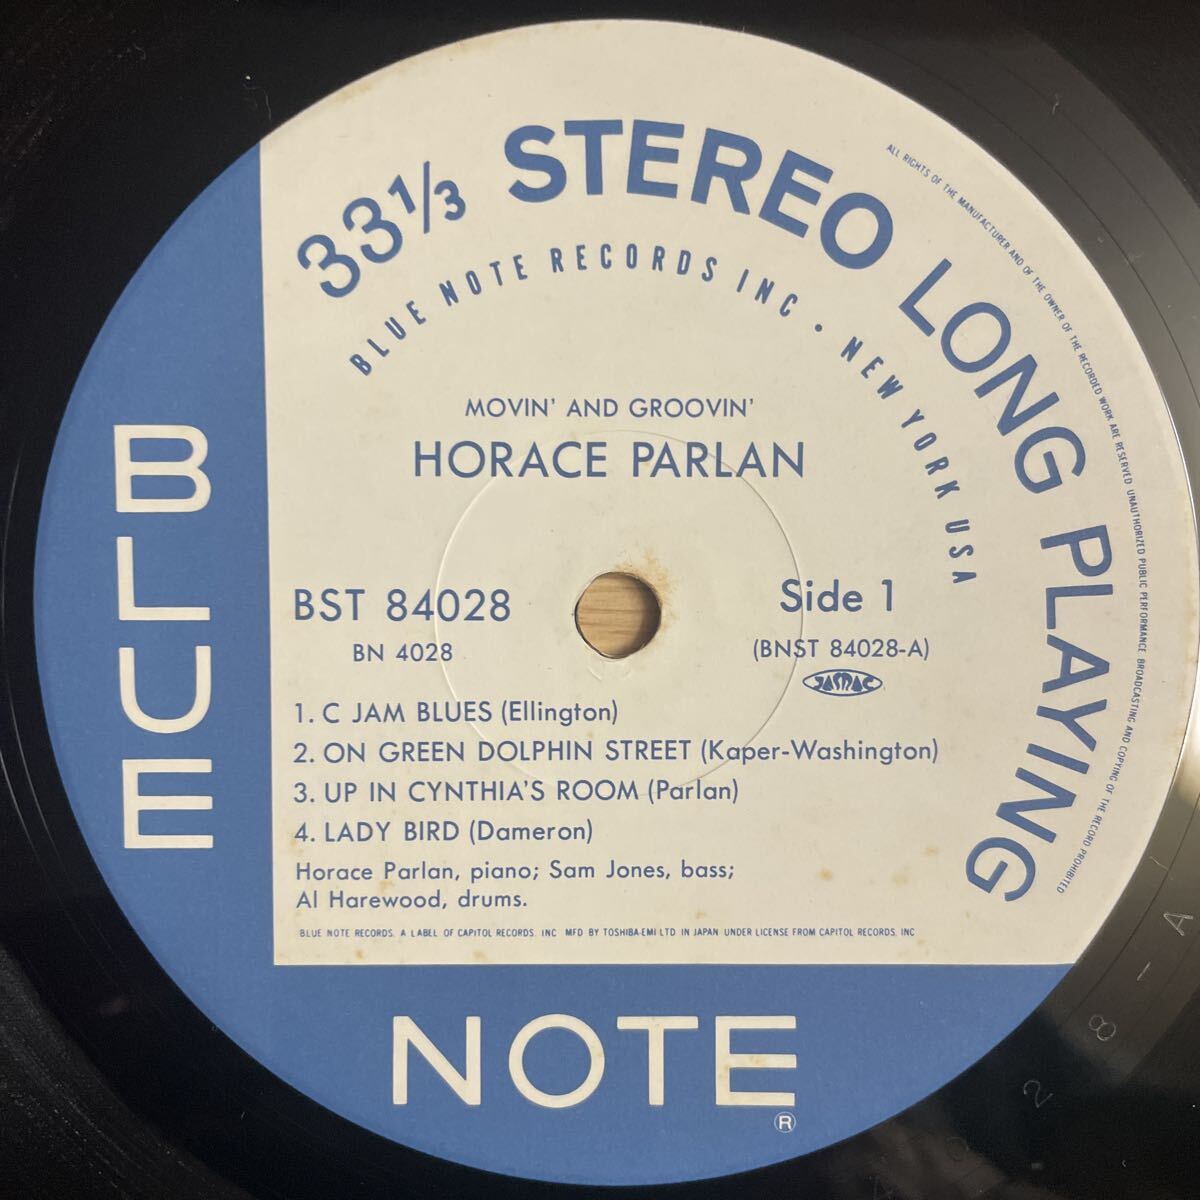 33⅓ STEREO LONG PLAYING
BLUE NOTE RECORDS INC • NEW YORK USA
ALL RIGHTS OF THE MANUFACTURER AND OF THE OWNER OF THE RECORDED WORK ARE RESERVED UNAUTHORIZED PUBLIC PERFORMANCE BROADCASTING AND COPYING OF THE RECORD PROHIBITED
MOVIN' AND GROOVIN'
HORACE PARLAN
BST 84028
BN 4028
Side 1
(BNST 84028-A)
JASRAC
1. C JAM BLUES (Ellington)
2. ON GREEN DOLPHIN STREET (Kaper-Washington)
3. UP IN CYNTHIA'S ROOM (Parlan)
4. LADY BIRD (Dameron)
Horace Parlan, piano; Sam Jones, bass;
Al Harewood, drums.
BLUE NOTE RECORDS. A LABEL OF CAPITOL RECORDS. INC MFD BY TOSHIBA-EMI LTD IN JAPAN UNDER LICENSE FROM CAPITOL RECORDS, INC
BLUE
NOTE
®
28-A